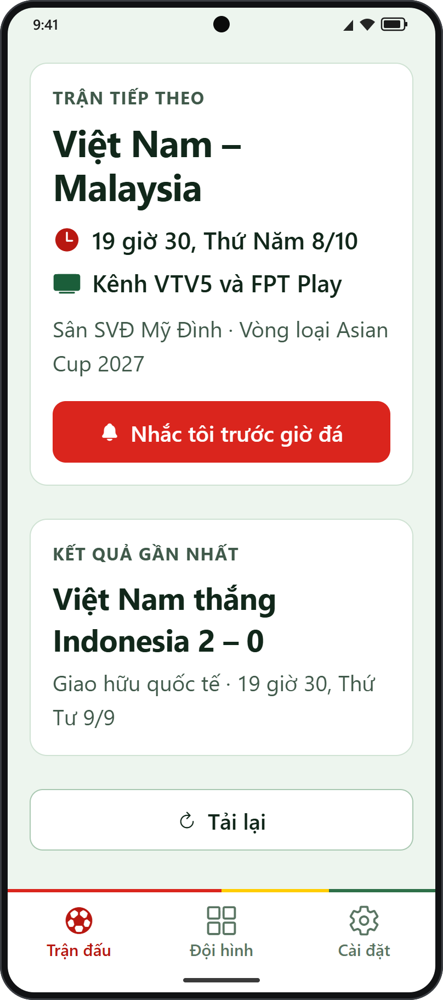 9:41
TRẬN TIẾP THEO
Việt Nam –
Malaysia
19 giờ 30, Thứ Năm 8/10
Kênh VTV5 và FPT Play
Sân SVĐ Mỹ Đình · Vòng loại Asian
Cup 2027
Nhắc tôi trước giờ đá
KẾT QUẢ GẦN NHẤT
Việt Nam thắng
Indonesia 2 – 0
Giao hữu quốc tế · 19 giờ 30, Thứ
Tư 9/9
Tải lại
Trận đấu
Đội hình
Cài đặt